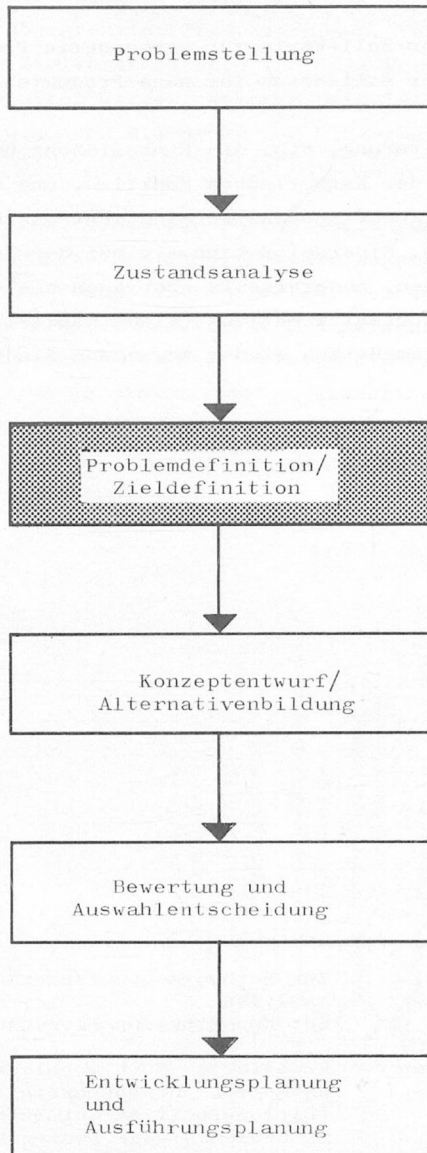 Problemstellung
Zustandsanalyse
Problemdefinition/
Zieldefinition
Konzeptentwurf/
Alternativenbildung
Bewertung und
Auswahlentscheidung
Entwicklungsplanung
und
Ausführungsplanung